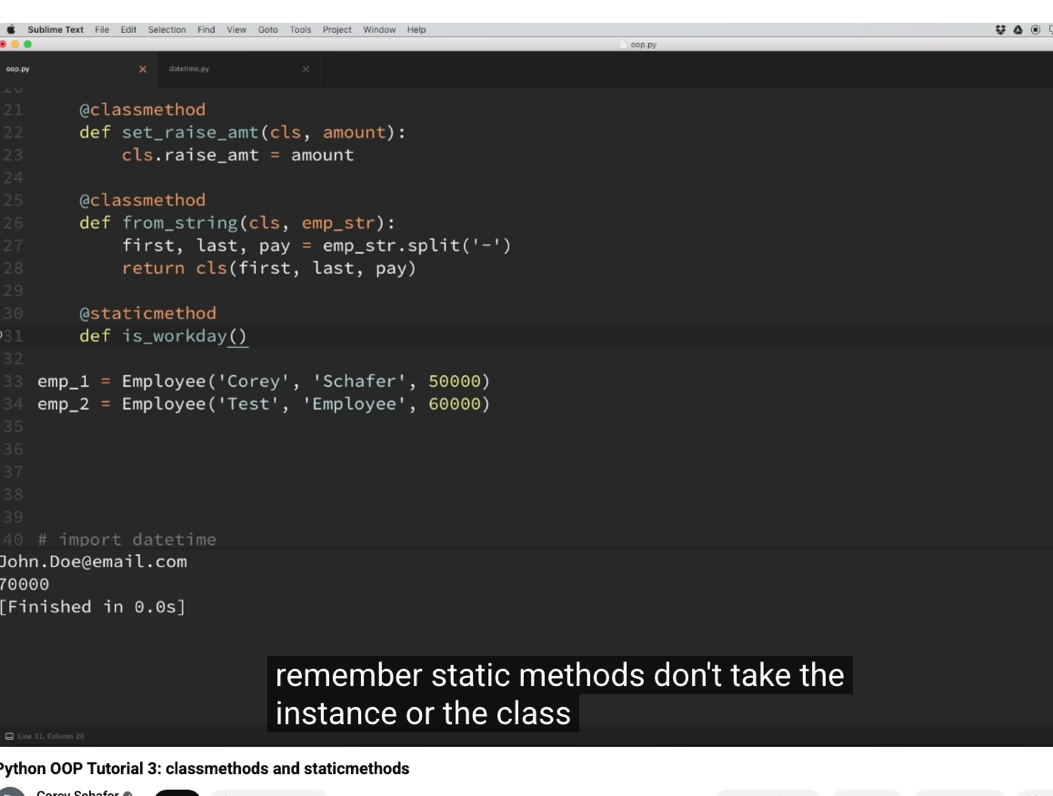 Sublime Text File Edit Selection Find View Goto Tools Project Window Help
oop.py
oop.py datetime.py
20
21 @classmethod
22 def set_raise_amt(cls, amount):
23 cls.raise_amt = amount
24
25 @classmethod
26 def from_string(cls, emp_str):
27 first, last, pay = emp_str.split('-')
28 return cls(first, last, pay)
29
30 @staticmethod
31 def is_workday()
32
33 emp_1 = Employee('Corey', 'Schafer', 50000)
34 emp_2 = Employee('Test', 'Employee', 60000)
35
36
37
38
39
40 # import datetime
John.Doe@email.com
70000
[Finished in 0.0s]
remember static methods don't take the
instance or the class
Line 31, Column 20
Python OOP Tutorial 3: classmethods and staticmethods
Corey Schafer